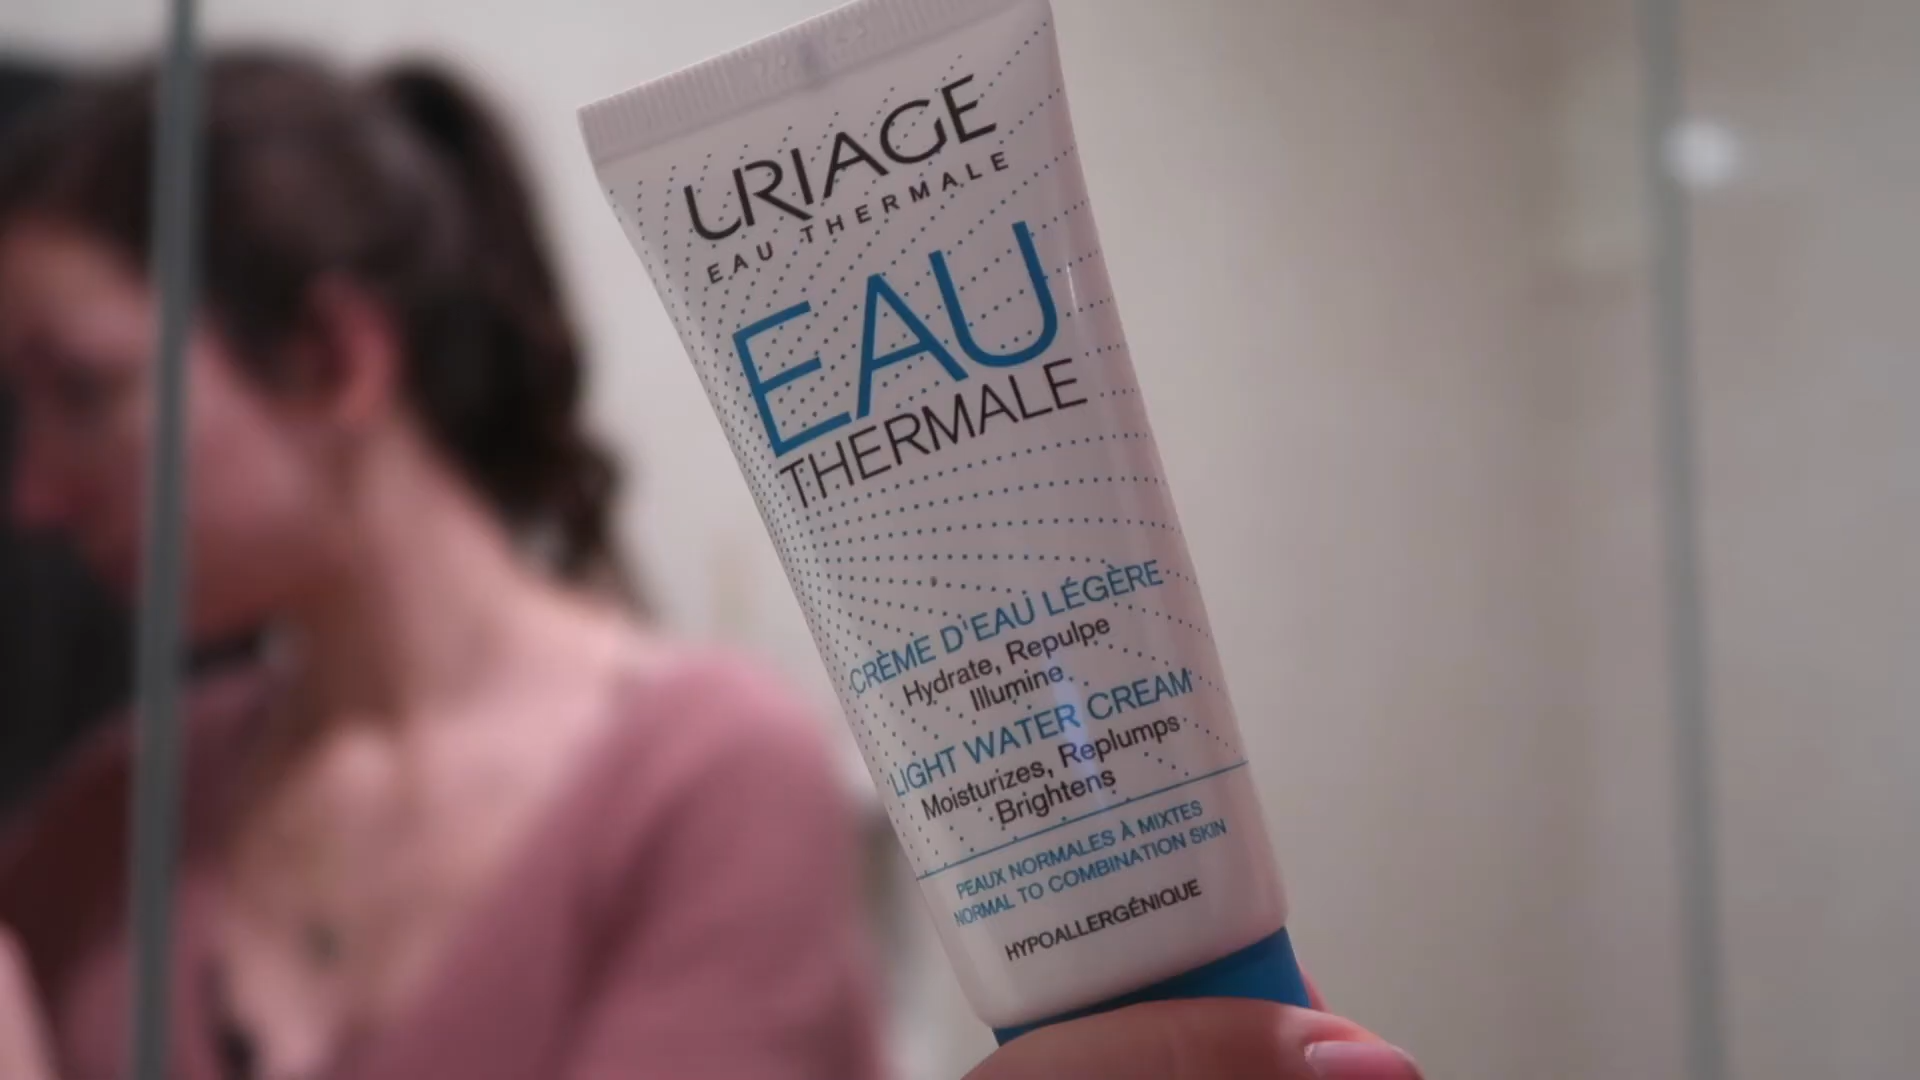 URIAGE
EAU THERMALE
EAU
THERMALE
CRÈME D'EAU LÉGÈRE
Hydrate, Repulpe
Illumine
LIGHT WATER CREAM
Moisturizes, Replumps
Brightens
PEAUX NORMALES À MIXTES
NORMAL TO COMBINATION SKIN
HYPOALLERGÉNIQUE